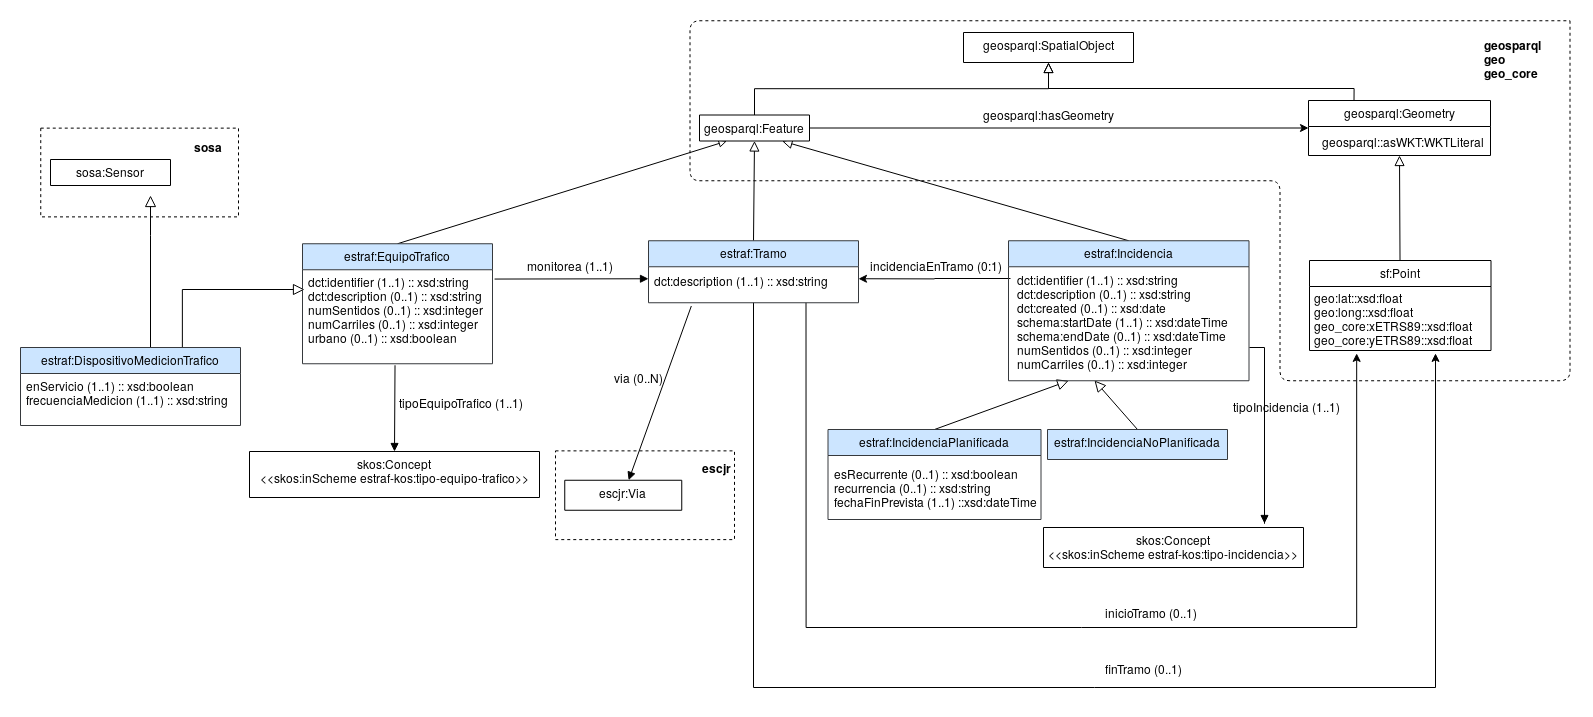 geosparql:SpatialObject
geosparql
geo
geo_core
geosparql:Feature
geosparql:hasGeometry
geosparql:Geometry
geosparql::asWKT:WKTLiteral
sosa
sosa:Sensor
estraf:EquipoTrafico
dct:identifier (1..1) :: xsd:string
dct:description (0..1) :: xsd:string
numSentidos (0..1) :: xsd:integer
numCarriles (0..1) :: xsd:integer
urbano (0..1) :: xsd:boolean
monitorea (1..1)
estraf:Tramo
dct:description (1..1) :: xsd:string
incidenciaEnTramo (0:1)
estraf:Incidencia
dct:identifier (1..1) :: xsd:string
dct:description (0..1) :: xsd:string
dct:created (0..1) :: xsd:date
schema:startDate (1..1) :: xsd:dateTime
schema:endDate (0..1) :: xsd:dateTime
numSentidos (0..1) :: xsd:integer
numCarriles (0..1) :: xsd:integer
sf:Point
geo:lat::xsd:float
geo:long::xsd:float
geo_core:xETRS89::xsd:float
geo_core:yETRS89::xsd:float
estraf:DispositivoMedicionTrafico
enServicio (1..1) :: xsd:boolean
frecuenciaMedicion (1..1) :: xsd:string
tipoEquipoTrafico (1..1)
via (0..N)
tipoIncidencia (1..1)
estraf:IncidenciaPlanificada
esRecurrente (0..1) :: xsd:boolean
recurrencia (0..1) :: xsd:string
fechaFinPrevista (1..1) ::xsd:dateTime
estraf:IncidenciaNoPlanificada
skos:Concept
<<skos:inScheme estraf-kos:tipo-equipo-trafico>>
escjr
escjr:Via
skos:Concept
<<skos:inScheme estraf-kos:tipo-incidencia>>
inicioTramo (0..1)
finTramo (0..1)